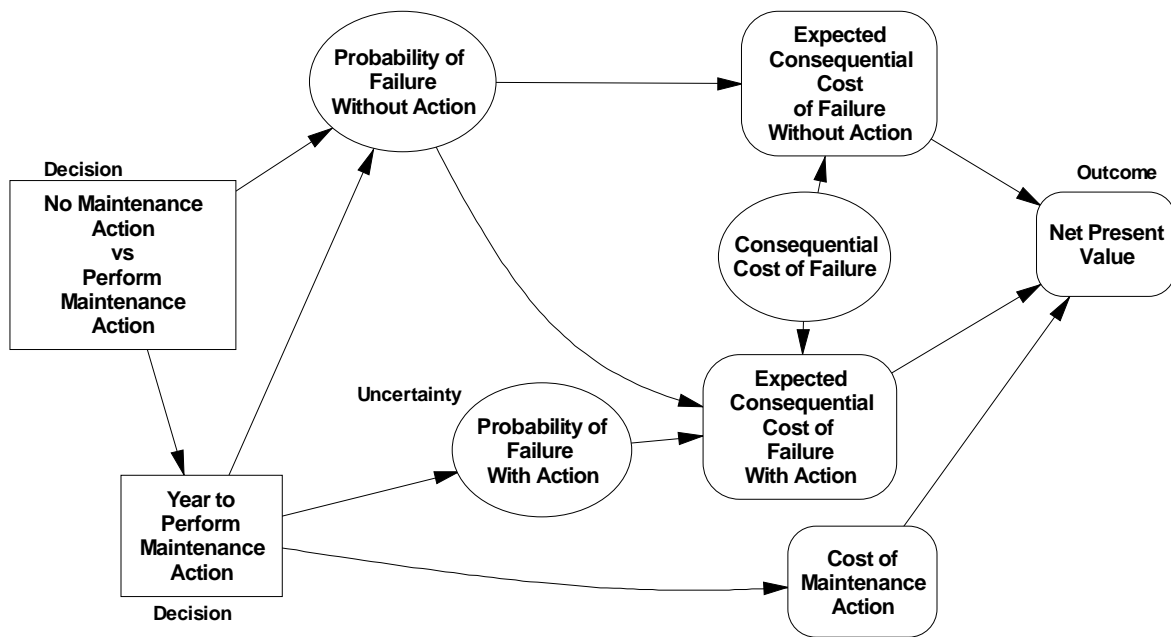 Probability of
Failure
Without Action
Expected
Consequential
Cost
of Failure
Without Action
Decision
No Maintenance
Action
vs
Perform
Maintenance
Action
Outcome
Net Present
Value
Consequential
Cost of Failure
Uncertainty
Probability of
Failure
With Action
Expected
Consequential
Cost of
Failure
With Action
Year to
Perform
Maintenance
Action
Decision
Cost of
Maintenance
Action